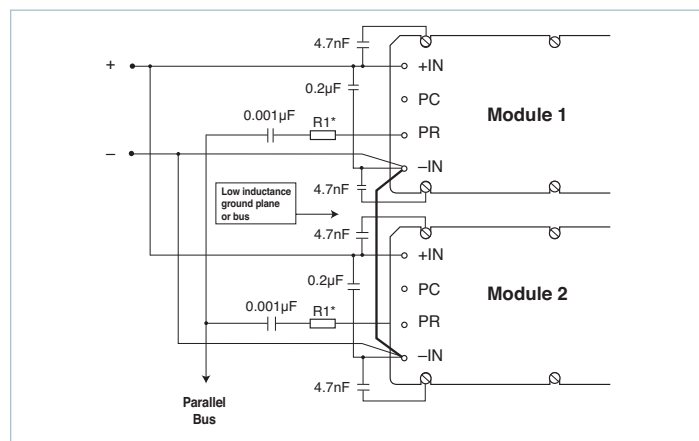 4.7nF
+
+IN
0.2µF
PC
Module 1
0.001µF
R1*
PR
–
–IN
4.7nF
Low inductance
ground plane
or bus
4.7nF
+IN
0.2µF
PC
Module 2
0.001µF
R1*
PR
–IN
4.7nF
Parallel
Bus